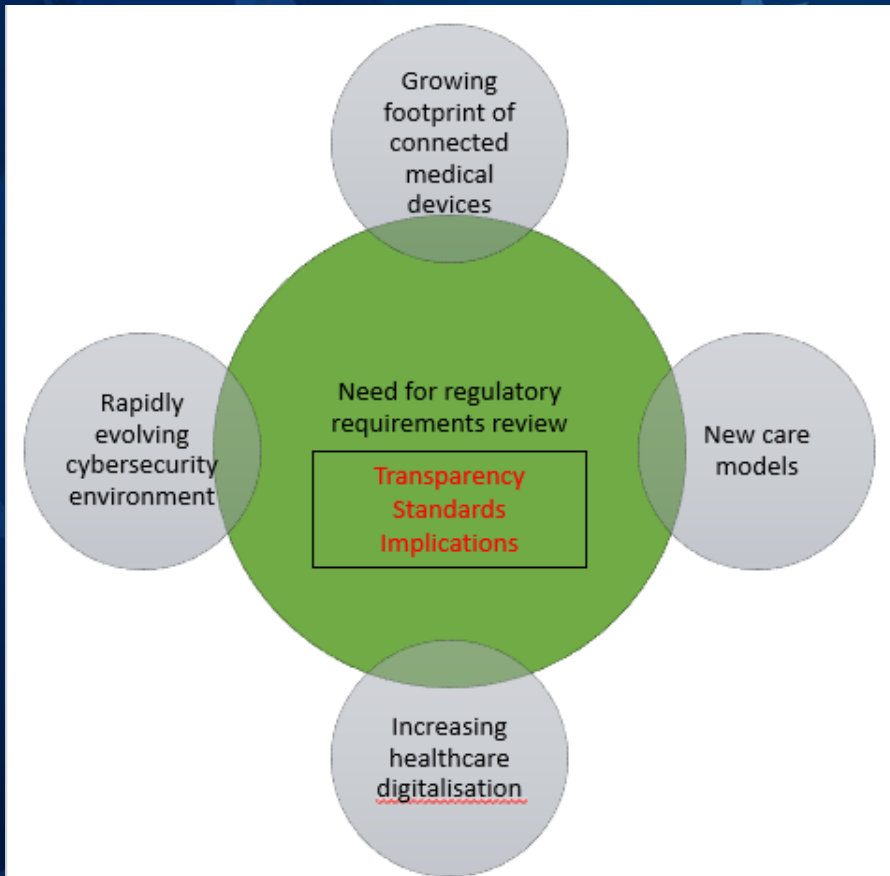 Growing
footprint of
connected
medical
devices
Rapidly
evolving
cybersecurity
environment
Need for regulatory
requirements review
Transparency
Standards
Implications
New care
models
Increasing
healthcare
digitalisation